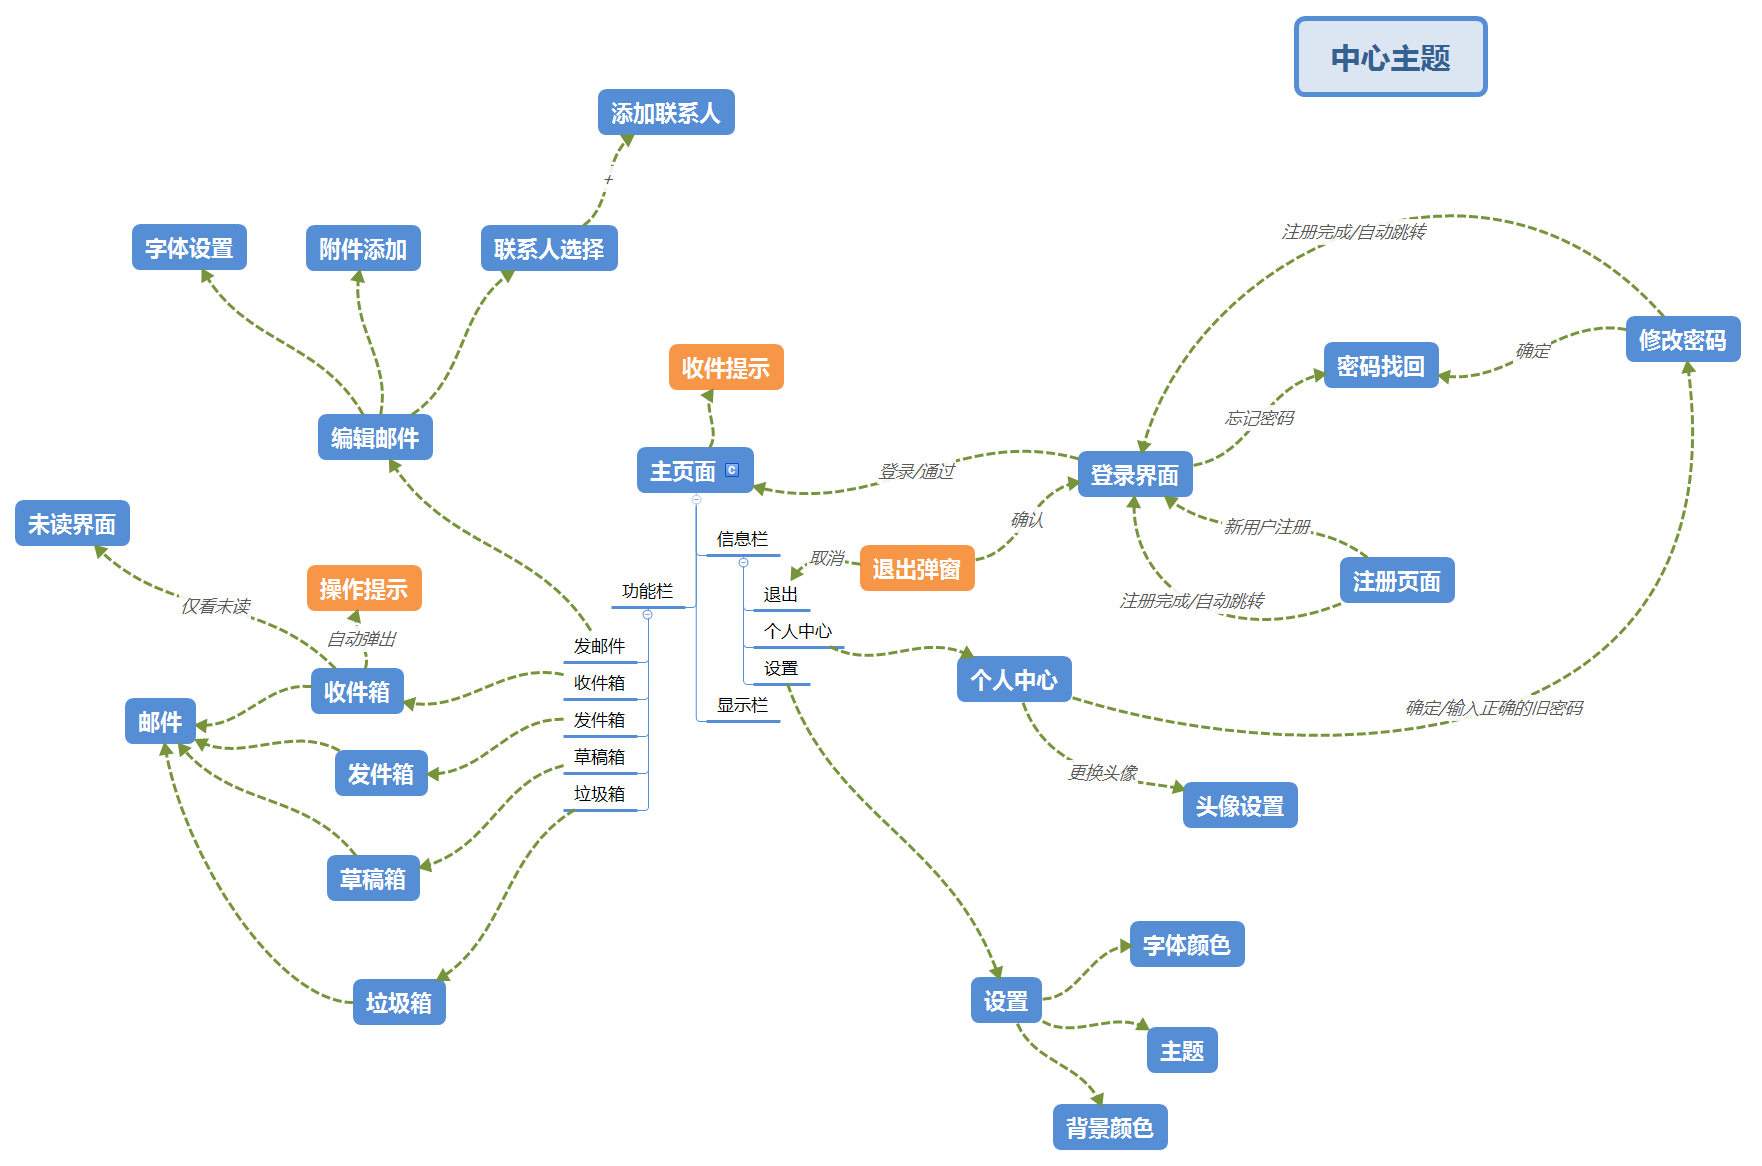 中心主题
添加联系人
+
字体设置
附件添加
联系人选择
注册完成/自动跳转
修改密码
确定
密码找回
收件提示
忘记密码
编辑邮件
主页面
C
登录/通过
登录界面
未读界面
确认
新用户注册
信息栏
取消
退出弹窗
注册页面
操作提示
功能栏
退出
注册完成/自动跳转
仅看未读
自动弹出
发邮件
个人中心
设置
收件箱
收件箱
个人中心
显示栏
确定/输入正确的旧密码
邮件
发件箱
发件箱
草稿箱
更换头像
垃圾箱
头像设置
草稿箱
字体颜色
垃圾箱
设置
主题
背景颜色